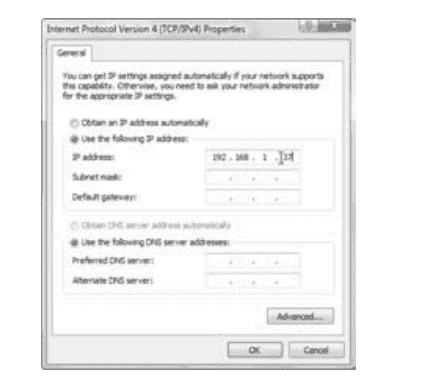 Internet Protocol Version 4 (TCP/IPv4) Properties
General
You can get IP settings assigned automatically if your network supports
this capability. Otherwise, you need to ask your network administrator
for the appropriate IP settings.
Obtain an IP address automatically
Use the following IP address:
IP address: 192 . 168 . 1 . 17
Subnet mask: . . .
Default gateway: . . .
Obtain DNS server address automatically
Use the following DNS server addresses:
Preferred DNS server: . . .
Alternate DNS server: . . .
Advanced...
OK Cancel